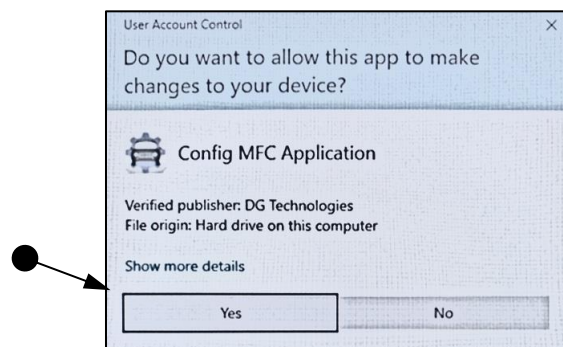 User Account Control
Do you want to allow this app to make
changes to your device?
Config MFC Application
Verified publisher: DG Technologies
File origin: Hard drive on this computer
Show more details
Yes
No